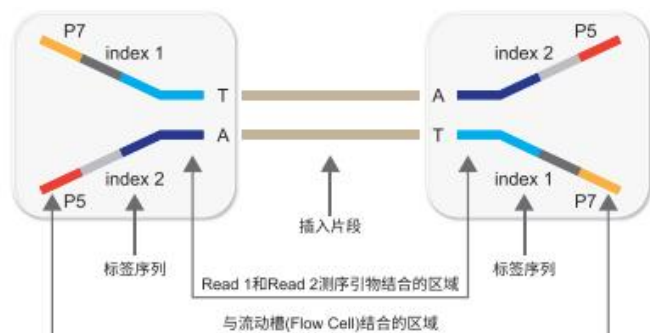 P7
index 1
T
A
index 2
P5
P5
index 2
A
T
index 1
P7
标签序列
插入片段
标签序列
Read 1和Read 2测序引物结合的区域
与流动槽(Flow Cell)结合的区域